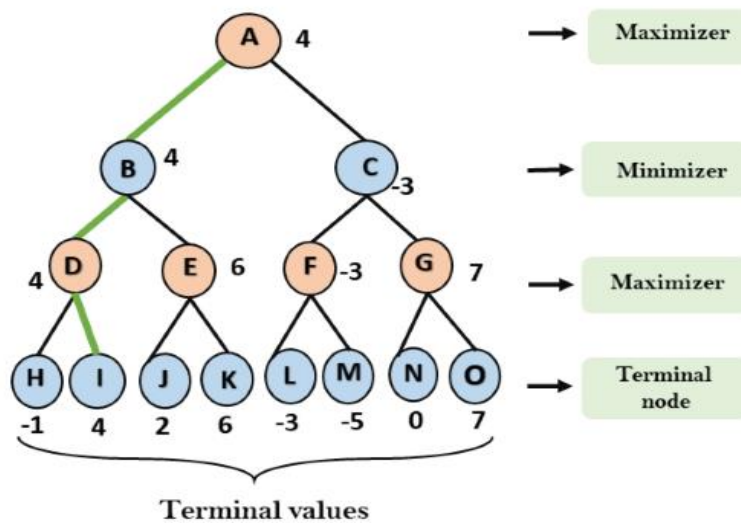 A 4 Maximizer
B 4 C -3 Minimizer
D 4 E 6 F -3 G 7 Maximizer
H I J K L M N O Terminal
node
-1 4 2 6 -3 -5 0 7
Terminal values